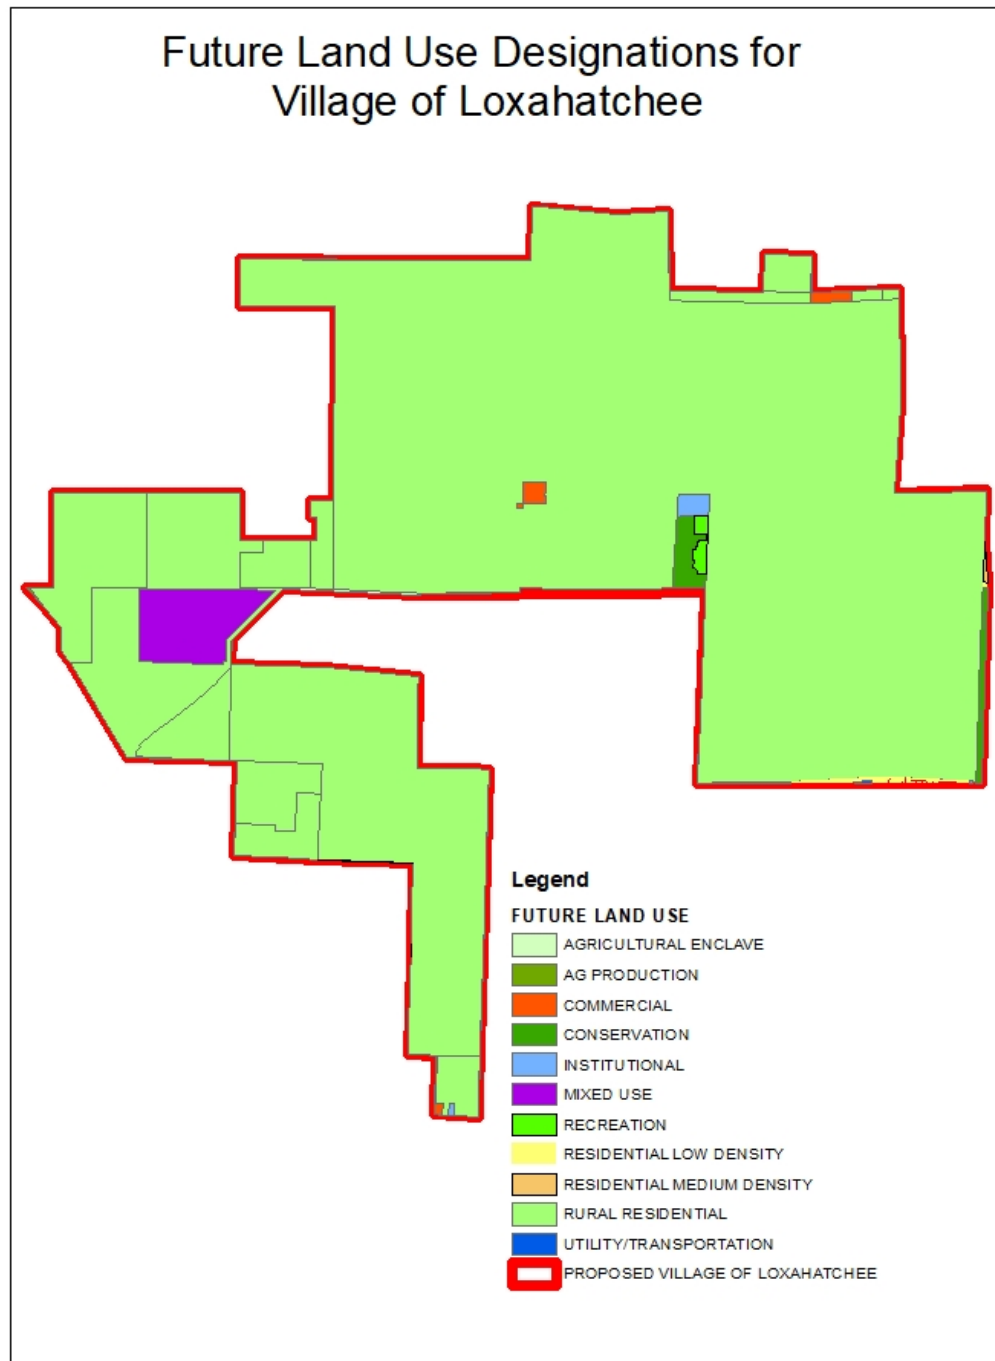 Future Land Use Designations for
Village of Loxahatchee
Legend
FUTURE LAND USE
AGRICULTURAL ENCLAVE
AG PRODUCTION
COMMERCIAL
CONSERVATION
INSTITUTIONAL
MIXED USE
RECREATION
RESIDENTIAL LOW DENSITY
RESIDENTIAL MEDIUM DENSITY
RURAL RESIDENTIAL
UTILITY/TRANSPORTATION
PROPOSED VILLAGE OF LOXAHATCHEE